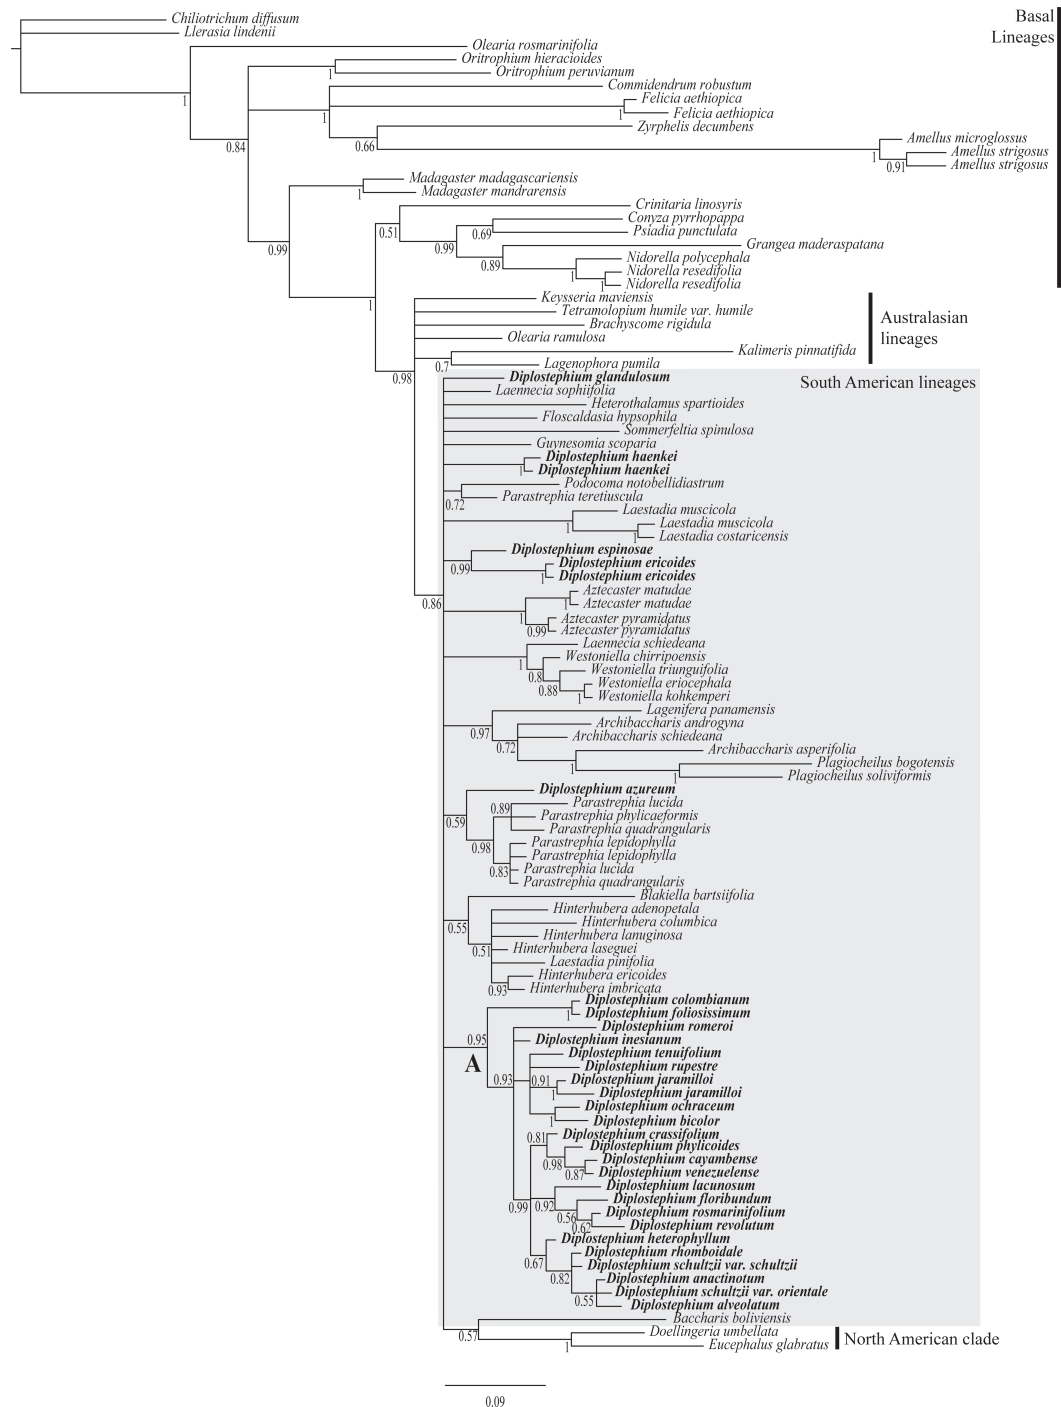 Chiliotrichum diffusum
Llerasia lindenii
Basal
Lineages
Olearia rosmarinifolia
Oritrophium hieracioides
1
Oritrophium peruvianum
Commidendrum robustum
Felicia aethiopica
1
1
1
Felicia aethiopica
Zyrphelis decumbens
0.84
0.66
Amellus microglossus
1
Amellus strigosus
0.91
Amellus strigosus
Madagaster madagascariensis
1
Madagaster mandrarensis
Crinitaria linosyris
Conyza pyrrhopappa
0.51
0.69
Psiadia punctulata
0.99
0.99
Grangea maderaspatana
Nidorella polycephala
0.89
Nidorella resedifolia
1
1
Nidorella resedifolia
Keysseria maviensis
1
Tetramolopium humile var. humile
Brachyscome rigidula
Australasian
lineages
Olearia ramulosa
Kalimeris pinnatifida
0.7
Lagenophora pumila
0.98
Diplostephium glandulosum
South American lineages
Laennecia sophiifolia
Heterothalamus spartioides
Floscaldasia hypsophila
Sommerfeltia spinulosa
Guynesomia scoparia
Diplostephium haenkei
1
Diplostephium haenkei
Podocoma notobellidiastrum
Parastrephia teretiuscula
0.72
Laestadia muscicola
1
Laestadia muscicola
1
Laestadia costaricensis
Diplostephium espinosae
Diplostephium ericoides
0.99
1
Diplostephium ericoides
Aztecaster matudae
0.86
1
Aztecaster matudae
1
Aztecaster pyramidatus
0.99
Aztecaster pyramidatus
Laennecia schiedeana
Westoniella chirripoensis
1
Westoniella triunguifolia
0.8
Westoniella eriocephala
0.88
1
Westoniella kohkemperi
Lagenifera panamensis
Archibaccharis androgyna
0.97
Archibaccharis schiedeana
0.72
Archibaccharis asperifolia
Plagiocheilus bogotensis
1
1
Plagiocheilus soliviformis
Diplostephium azureum
Parastrephia lucida
0.89
Parastrephia phylicaeformis
0.59
Parastrephia quadrangularis
Parastrephia lepidophylla
0.98
Parastrephia lepidophylla
Parastrephia lucida
0.83
Parastrephia quadrangularis
Blakiella bartsiifolia
Hinterhubera adenopetala
Hinterhubera columbica
0.55
Hinterhubera lanuginosa
Hinterhubera laseguei
0.51
Laestadia pinifolia
Hinterhubera ericoides
0.93
Hinterhubera imbricata
Diplostephium colombianum
1
Diplostephium foliosissimum
Diplostephium romeroi
0.95
Diplostephium inesianum
A
Diplostephium tenuifolium
Diplostephium rupestre
0.93
0.91
Diplostephium jaramilloi
1
Diplostephium jaramilloi
Diplostephium ochraceum
1
Diplostephium bicolor
Diplostephium crassifolium
0.81
Diplostephium phylicoides
Diplostephium cayambense
0.98
0.87
Diplostephium venezuelense
Diplostephium lacunosum
Diplostephium floribundum
0.99
0.92
Diplostephium rosmarinifolium
0.56
0.62
Diplostephium revolutum
Diplostephium heterophyllum
Diplostephium rhomboidale
0.67
Diplostephium schultzii var. schultzii
0.82
Diplostephium anactinotum
Diplostephium schultzii var. orientale
0.55
Diplostephium alveolatum
Baccharis boliviensis
0.57
Doellingeria umbellata
1
Eucephalus glabratus
North American clade
0.09